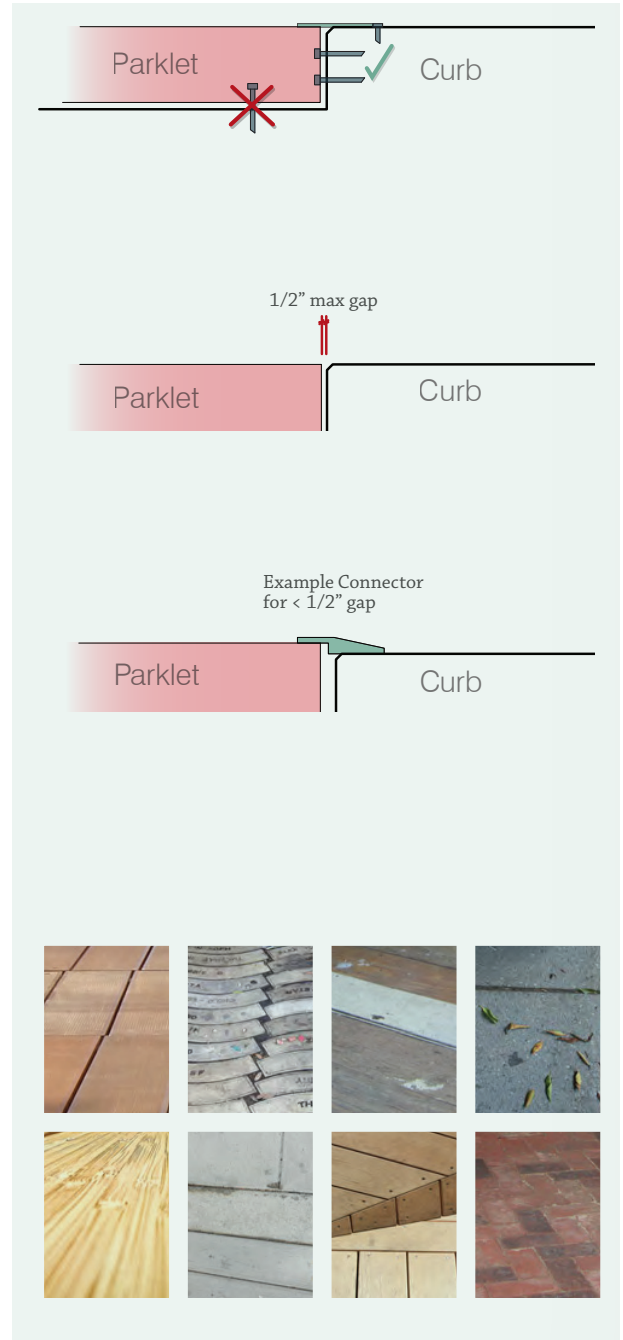 Parklet
Curb
1/2” max gap
Parklet
Curb
Example Connector
for < 1/2” gap
Parklet
Curb